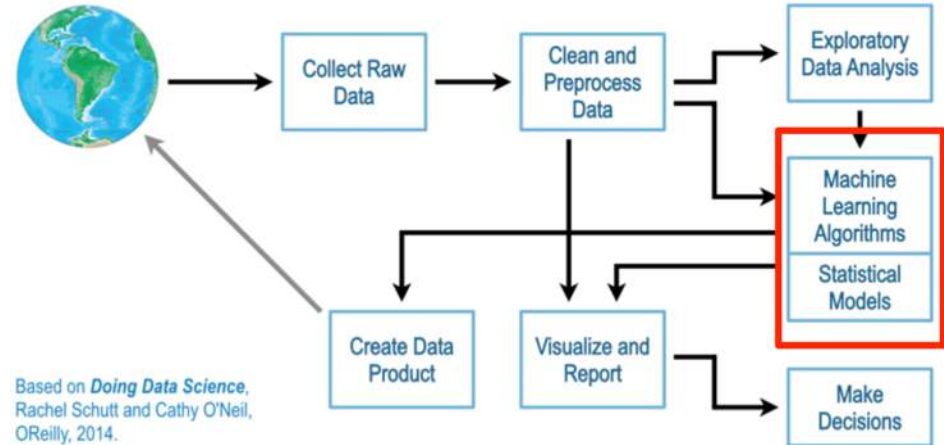 Collect Raw
Data
Clean and
Preprocess
Data
Exploratory
Data Analysis
Machine
Learning
Algorithms
Statistical
Models
Create Data
Product
Visualize and
Report
Make
Decisions
Based on Doing Data Science,
Rachel Schutt and Cathy O'Neil,
OReilly, 2014.